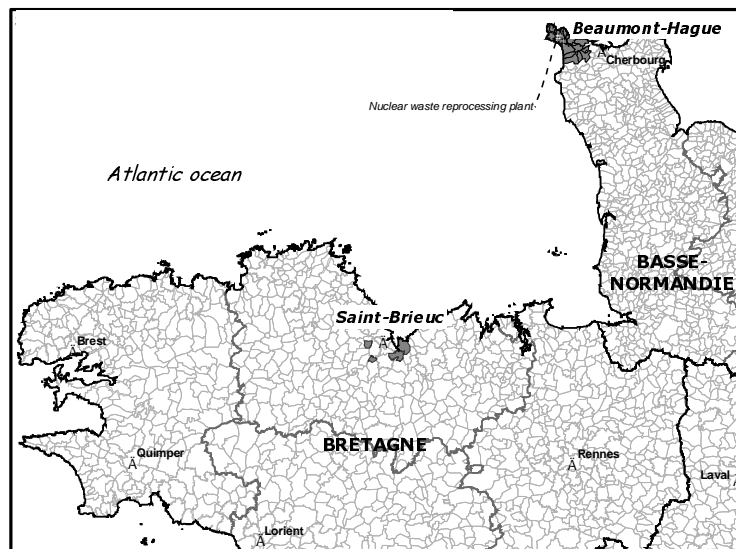 Beaumont-Hague
Ä Cherbourg
Nuclear waste reprocessing plant
Atlantic ocean
BASSE-
NORMANDIE
Saint-Brieuc
Ä
Ä Brest
BRETAGNE
Ä Quimper
Ä Rennes
Laval Ä
Ä Lorient